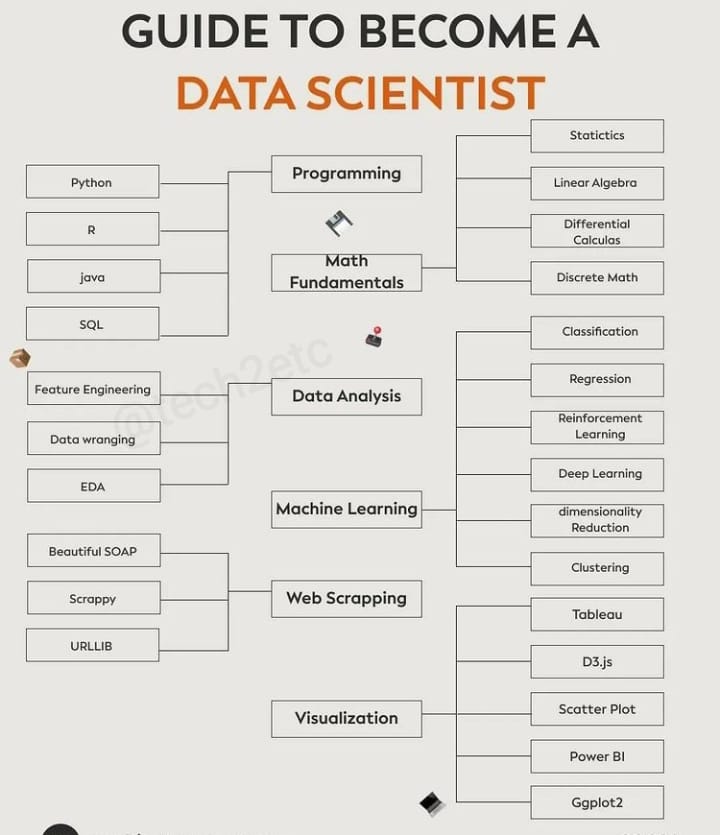 GUIDE TO BECOME A
DATA SCIENTIST
Programming
Python
R
java
SQL
Math
Fundamentals
Statictics
Linear Algebra
Differential
Calculas
Discrete Math
Data Analysis
Feature Engineering
Data wranging
EDA
Machine Learning
Classification
Regression
Reinforcement
Learning
Deep Learning
dimensionality
Reduction
Clustering
Web Scrapping
Beautiful SOAP
Scrappy
URLLIB
Visualization
Tableau
D3.js
Scatter Plot
Power BI
Ggplot2
@tech2etc